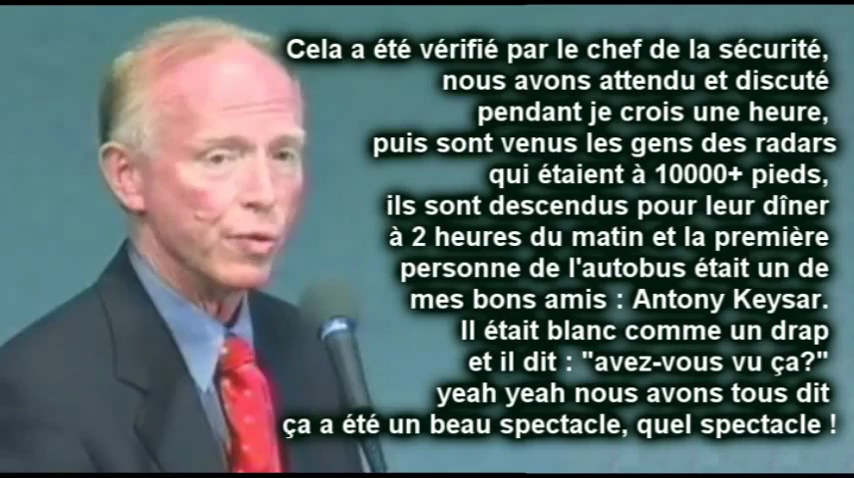 Cela a été vérifié par le chef de la sécurité,
nous avons attendu et discuté
pendant je crois une heure,
puis sont venus les gens des radars
qui étaient à 10000+ pieds,
ils sont descendus pour leur dîner
à 2 heures du matin et la première
personne de l'autobus était un de
mes bons amis : Antony Keysar.
Il était blanc comme un drap
et il dit : "avez-vous vu ça?"
yeah yeah nous avons tous dit
ça a été un beau spectacle, quel spectacle !